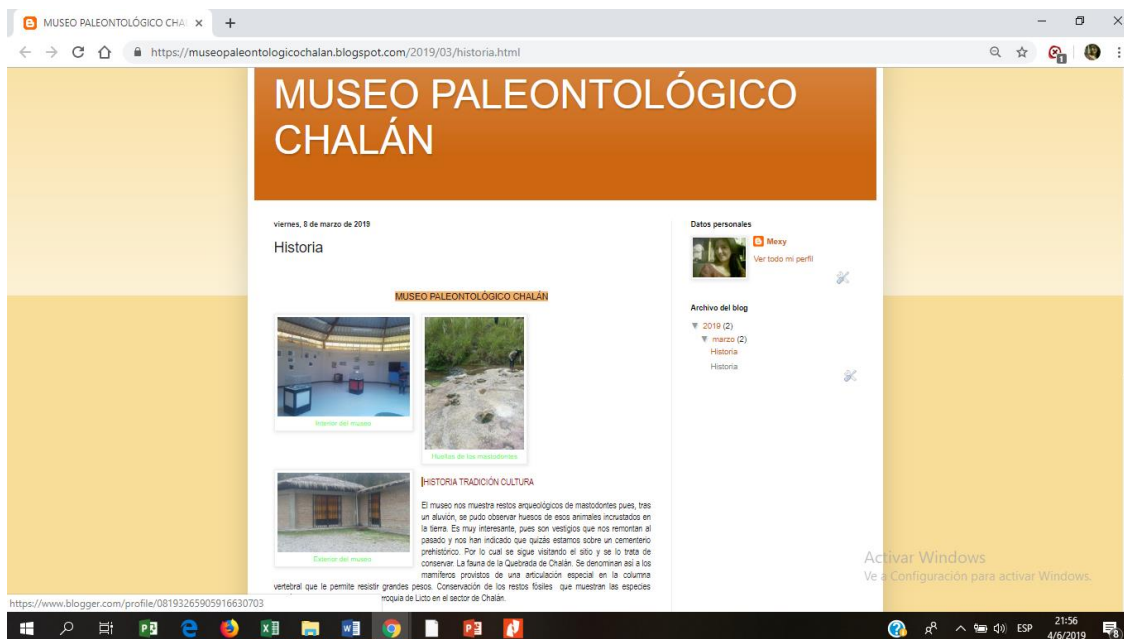 MUSEO PALEONTOLÓGICO CHA
https://museopaleontologicochalan.blogspot.com/2019/03/historia.html
MUSEO PALEONTOLÓGICO
CHALÁN
viernes, 8 de marzo de 2019
Historia
MUSEO PALEONTOLÓGICO CHALÁN
Interior del museo
Huellas de los mastodontes
Exterior del museo
HISTORIA TRADICIÓN CULTURA
El museo nos muestra restos arqueológicos de mastodontes pues, tras
un aluvión, se pudo observar huesos de esos animales incrustados en
la tierra. Es muy interesante, pues son vestigios que nos remontan al
pasado y nos han indicado que quizás estamos sobre un cementerio
prehistórico. Por lo cual se sigue visitando el sitio y se lo trata de
conservar. La fauna de la Quebrada de Chalán. Se denominan así a los
mamíferos provistos de una articulación especial en la columna
vertebral que le permite resistir grandes pesos. Conservación de los restos fósiles que muestran las especies
rroquia de Licto en el sector de Chalán.
Datos personales
Mexy
Ver todo mi perfil
Archivo del blog
▼ 2019 (2)
▼ marzo (2)
Historia
Historia
Activar Windows
Ve a Configuración para activar Windows.
https://www.blogger.com/profile/08193265905916630703
ESP
21:56
4/6/2019